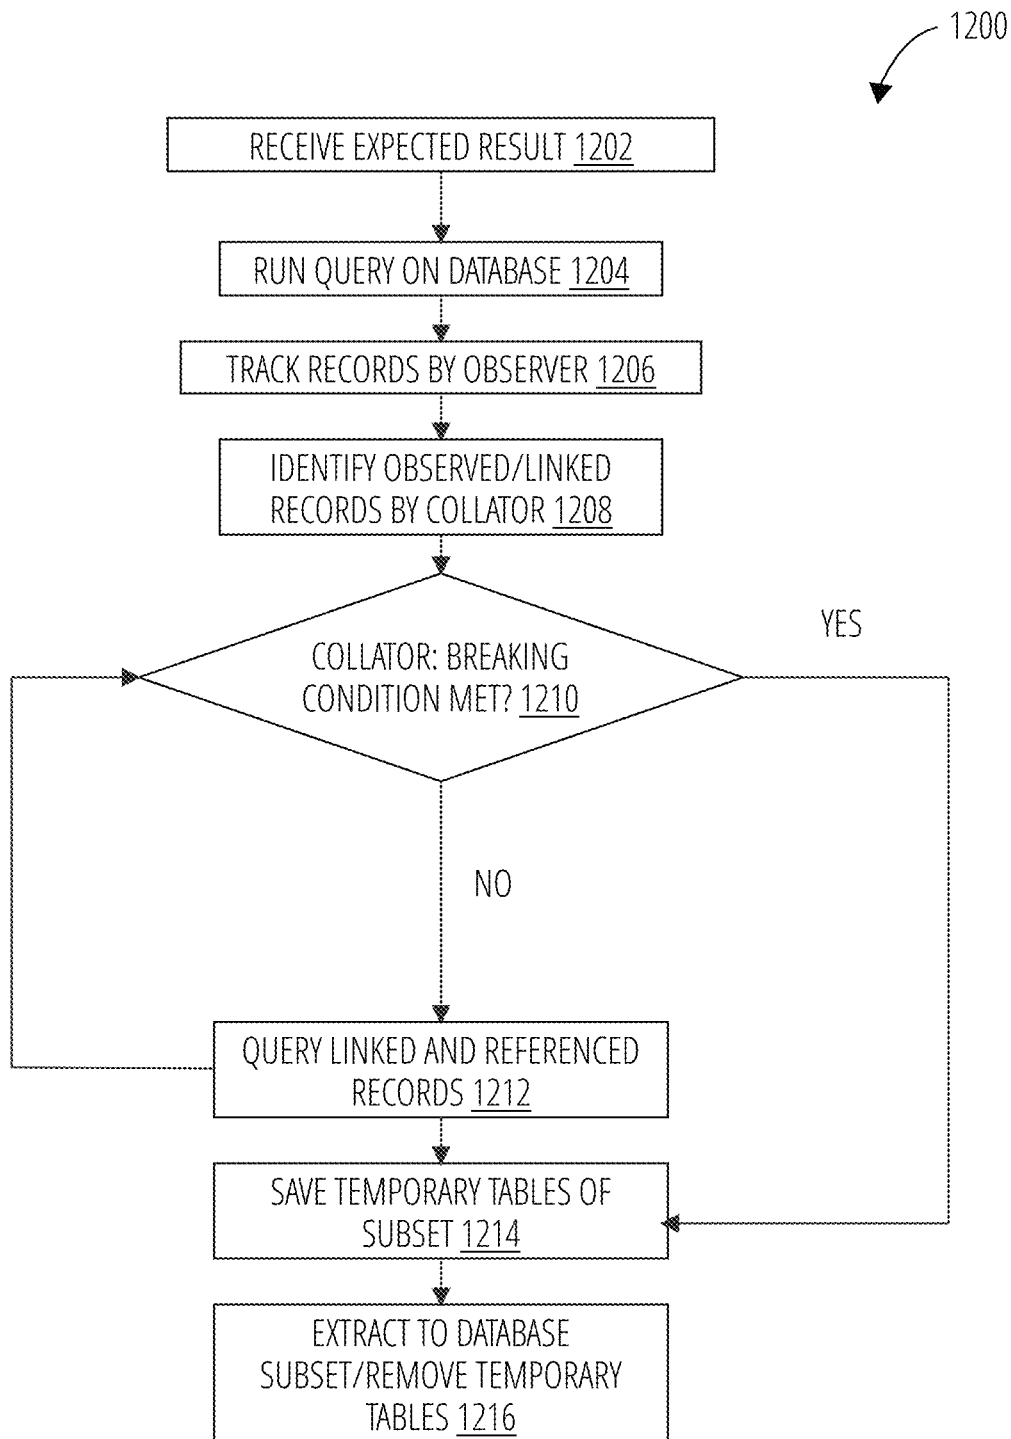 1200
RECEIVE EXPECTED RESULT 1202
RUN QUERY ON DATABASE 1204
TRACK RECORDS BY OBSERVER 1206
IDENTIFY OBSERVED/LINKED
RECORDS BY COLLATOR 1208
YES
COLLATOR: BREAKING
CONDITION MET? 1210
NO
QUERY LINKED AND REFERENCED
RECORDS 1212
SAVE TEMPORARY TABLES OF
SUBSET 1214
EXTRACT TO DATABASE
SUBSET/REMOVE TEMPORARY
TABLES 1216